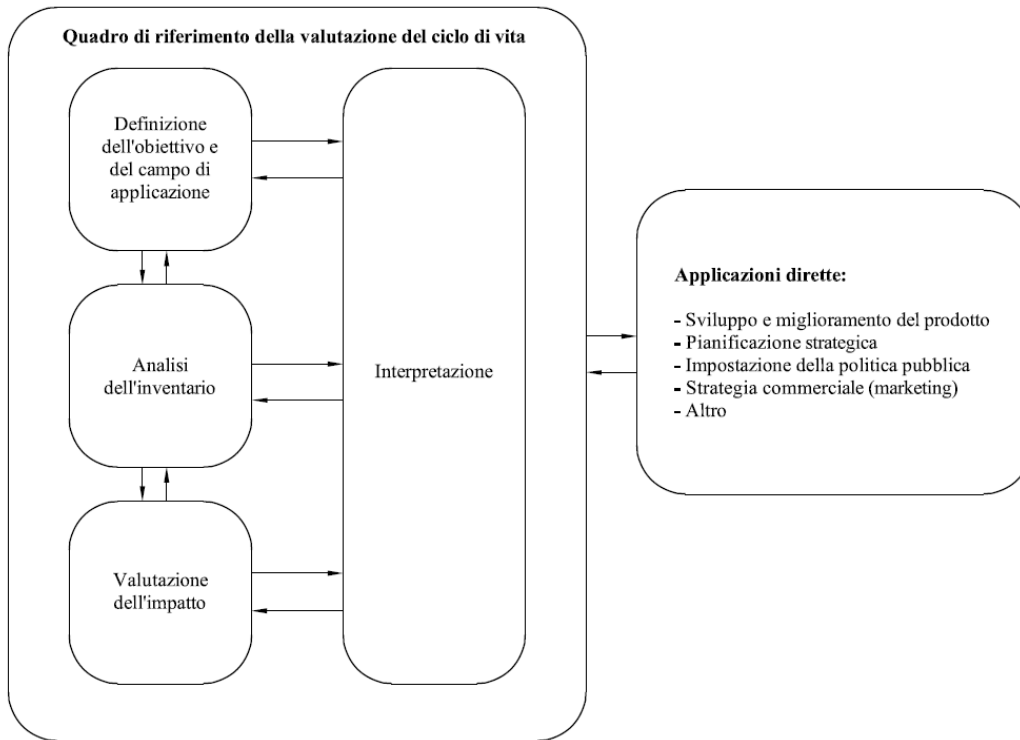 Quadro di riferimento della valutazione del ciclo di vita
Definizione
dell'obiettivo e
del campo di
applicazione
Analisi
dell'inventario
Valutazione
dell'impatto
Interpretazione
Applicazioni dirette:
- Sviluppo e miglioramento del prodotto
- Pianificazione strategica
- Impostazione della politica pubblica
- Strategia commerciale (marketing)
- Altro